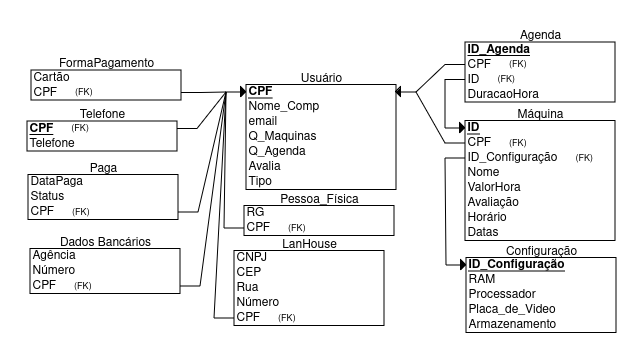 FormaPagamento
Cartão
CPF (FK)
Telefone
CPF (FK)
Telefone
Paga
DataPaga
Status
CPF (FK)
Dados Bancários
Agência
Número
CPF (FK)
Usuário
CPF
Nome_Comp
email
Q_Maquinas
Q_Agenda
Avalia
Tipo
Pessoa_Física
RG
CPF (FK)
LanHouse
CNPJ
CEP
Rua
Número
CPF (FK)
Agenda
ID_Agenda
CPF (FK)
ID (FK)
DuracaoHora
Máquina
ID
CPF (FK)
ID_Configuração (FK)
Nome
ValorHora
Avaliação
Horário
Datas
Configuração
ID_Configuração
RAM
Processador
Placa_de_Video
Armazenamento